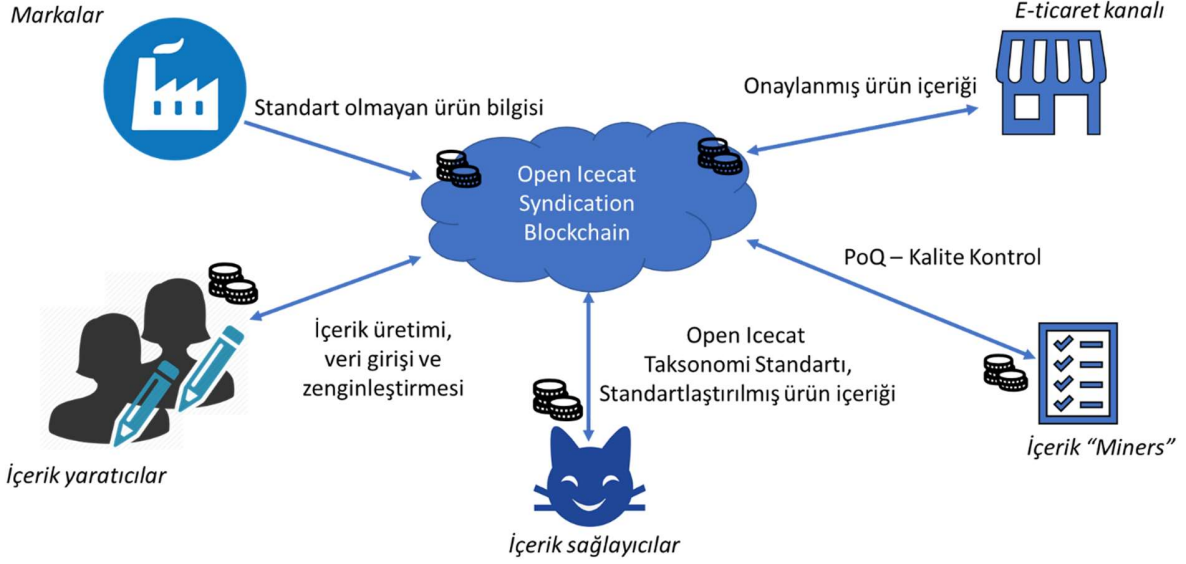 Markalar
E-ticaret kanalı
Standart olmayan ürün bilgisi
Onaylanmış ürün içeriği
Open Icecat
Syndication
Blockchain
PoQ – Kalite Kontrol
İçerik üretimi,
veri girişi ve
zenginleştirmesi
Open Icecat
Taksonomi Standartı,
Standartlaştırılmış ürün içeriği
İçerik yaratıcılar
İçerik “Miners”
İçerik sağlayıcılar